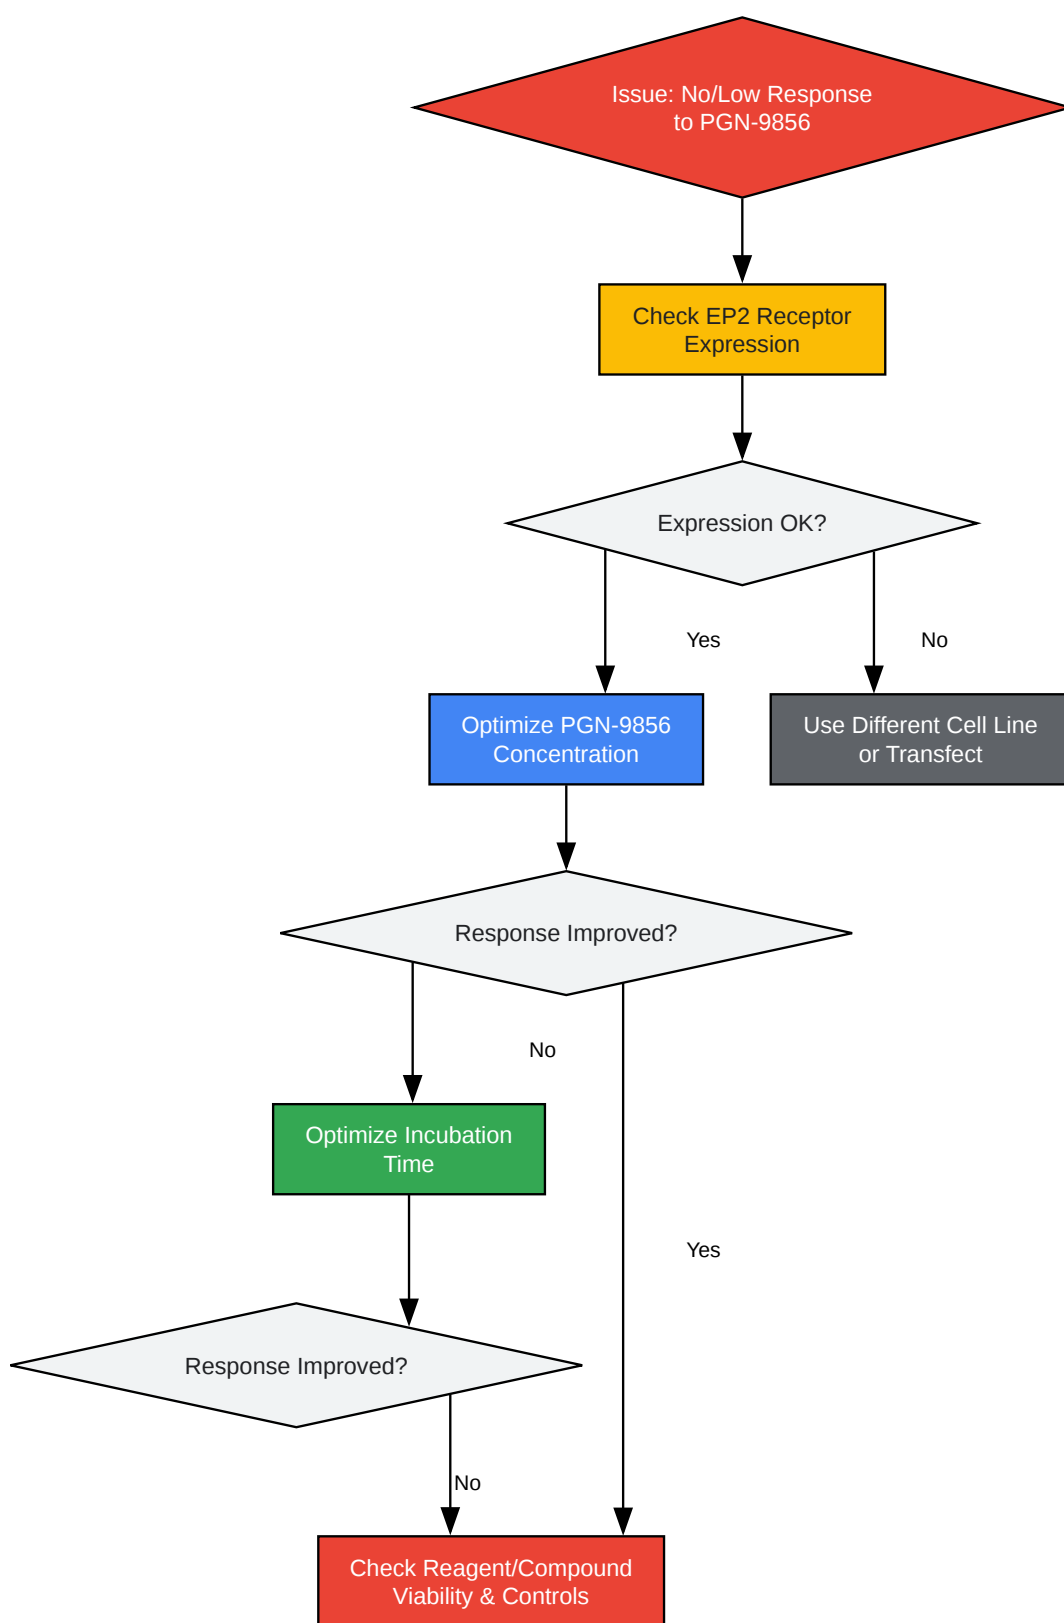 Issue: No/Low Response
to PGN-9856
Check EP2 Receptor
Expression
Expression OK?
Yes
No
Optimize PGN-9856
Concentration
Use Different Cell Line
or Transfect
Response Improved?
No
Optimize Incubation
Time
Yes
Response Improved?
No
Check Reagent/Compound
Viability & Controls